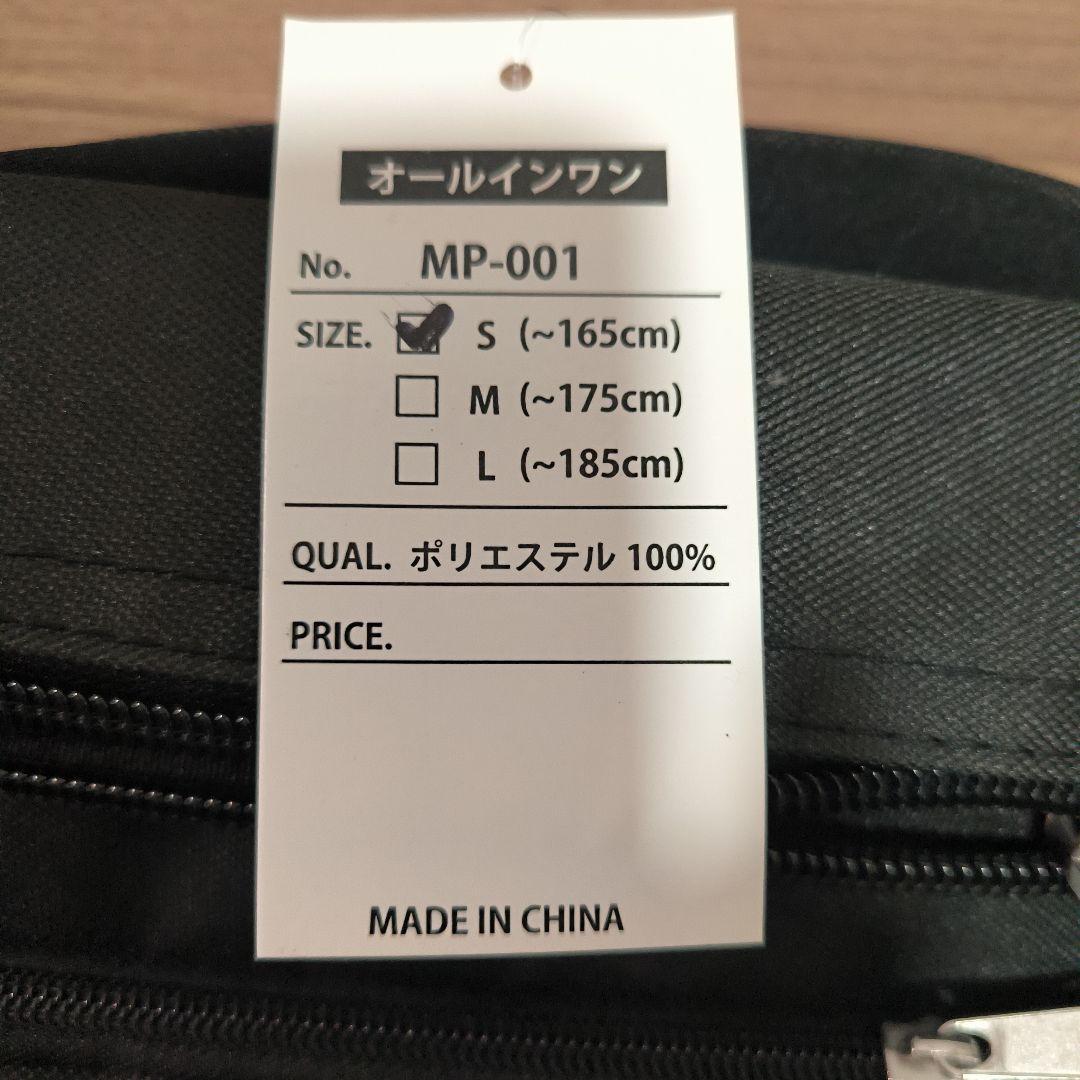 オールインワン
No. MP-001
SIZE. S (~165cm)
M (~175cm)
L (~185cm)
QUAL. ポリエステル 100%
PRICE.
MADE IN CHINA